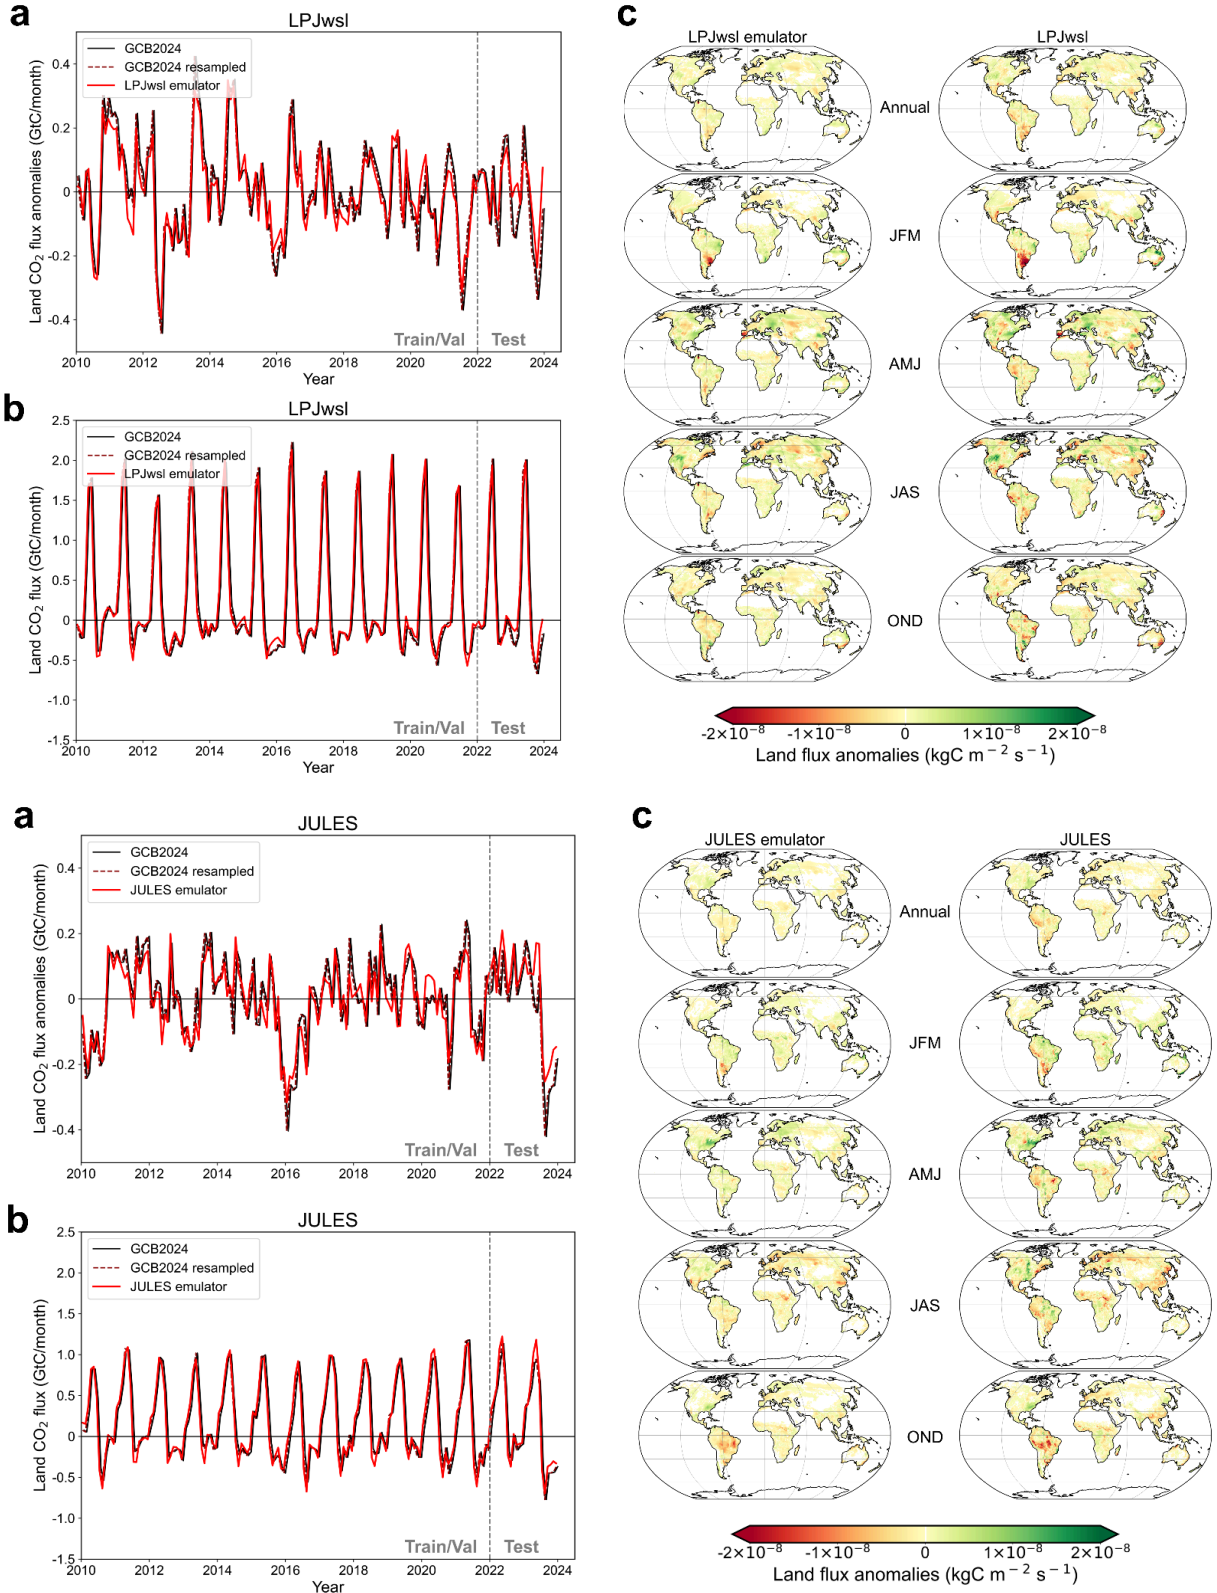 a
LPJwsl
GCB2024
GCB2024 resampled
LPJwsl emulator
Land CO2 flux anomalies (GtC/month)
0.4
0.2
0
-0.2
-0.4
Train/Val
Test
2010
2012
2014
2016
2018
2020
2022
2024
Year
b
LPJwsl
GCB2024
GCB2024 resampled
LPJwsl emulator
Land CO2 flux (GtC/month)
2.5
2.0
1.5
1.0
0.5
0
-0.5
-1.0
-1.5
Train/Val
Test
2010
2012
2014
2016
2018
2020
2022
2024
Year
c
LPJwsl emulator
LPJwsl
Annual
JFM
AMJ
JAS
OND
-2×10⁻⁸
-1×10⁻⁸
0
1×10⁻⁸
2×10⁻⁸
Land flux anomalies (kgC m⁻² s⁻¹)
a
JULES
GCB2024
GCB2024 resampled
JULES emulator
Land CO2 flux anomalies (GtC/month)
0.4
0.2
0
-0.2
-0.4
Train/Val
Test
2010
2012
2014
2016
2018
2020
2022
2024
Year
b
JULES
GCB2024
GCB2024 resampled
JULES emulator
Land CO2 flux (GtC/month)
2.5
2.0
1.5
1.0
0.5
0
-0.5
-1.0
-1.5
Train/Val
Test
2010
2012
2014
2016
2018
2020
2022
2024
Year
c
JULES emulator
JULES
Annual
JFM
AMJ
JAS
OND
-2×10⁻⁸
-1×10⁻⁸
0
1×10⁻⁸
2×10⁻⁸
Land flux anomalies (kgC m⁻² s⁻¹)